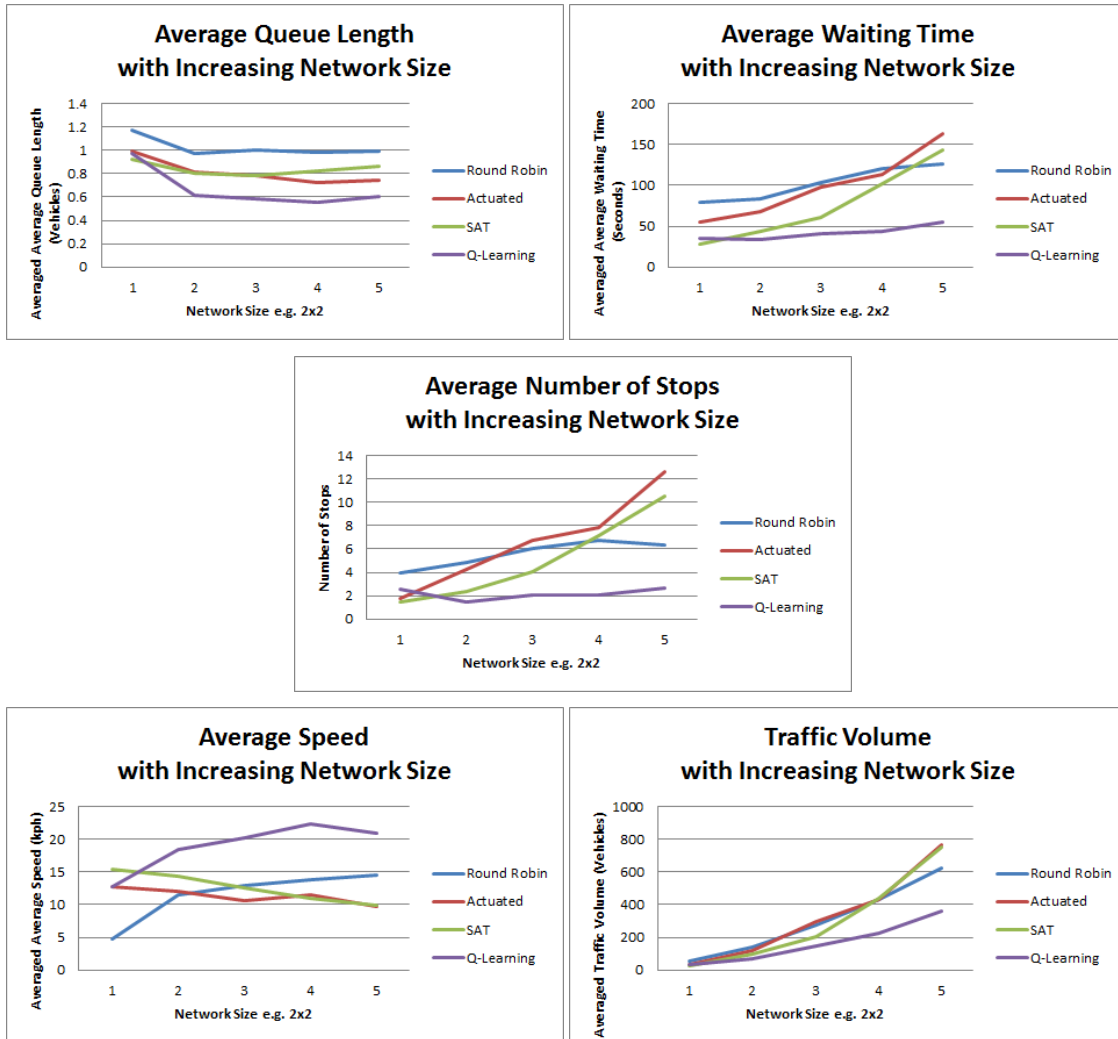 Average Queue Length
with Increasing Network Size
Averaged Average Queue Length
(Vehicles)
1.4
1.2
1
0.8
0.6
0.4
0.2
0
1 2 3 4 5
Network Size e.g. 2x2
Round Robin
Actuated
SAT
Q-Learning
Average Waiting Time
with Increasing Network Size
Averaged Average Waiting Time
(Seconds)
200
150
100
50
0
1 2 3 4 5
Network Size e.g. 2x2
Round Robin
Actuated
SAT
Q-Learning
Average Number of Stops
with Increasing Network Size
Number of Stops
14
12
10
8
6
4
2
0
1 2 3 4 5
Network Size e.g. 2x2
Round Robin
Actuated
SAT
Q-Learning
Average Speed
with Increasing Network Size
Averaged Average Speed (kph)
25
20
15
10
5
0
1 2 3 4 5
Network Size e.g. 2x2
Round Robin
Actuated
SAT
Q-Learning
Traffic Volume
with Increasing Network Size
Averaged Traffic Volume (Vehicles)
1000
800
600
400
200
0
1 2 3 4 5
Network Size e.g. 2x2
Round Robin
Actuated
SAT
Q-Learning